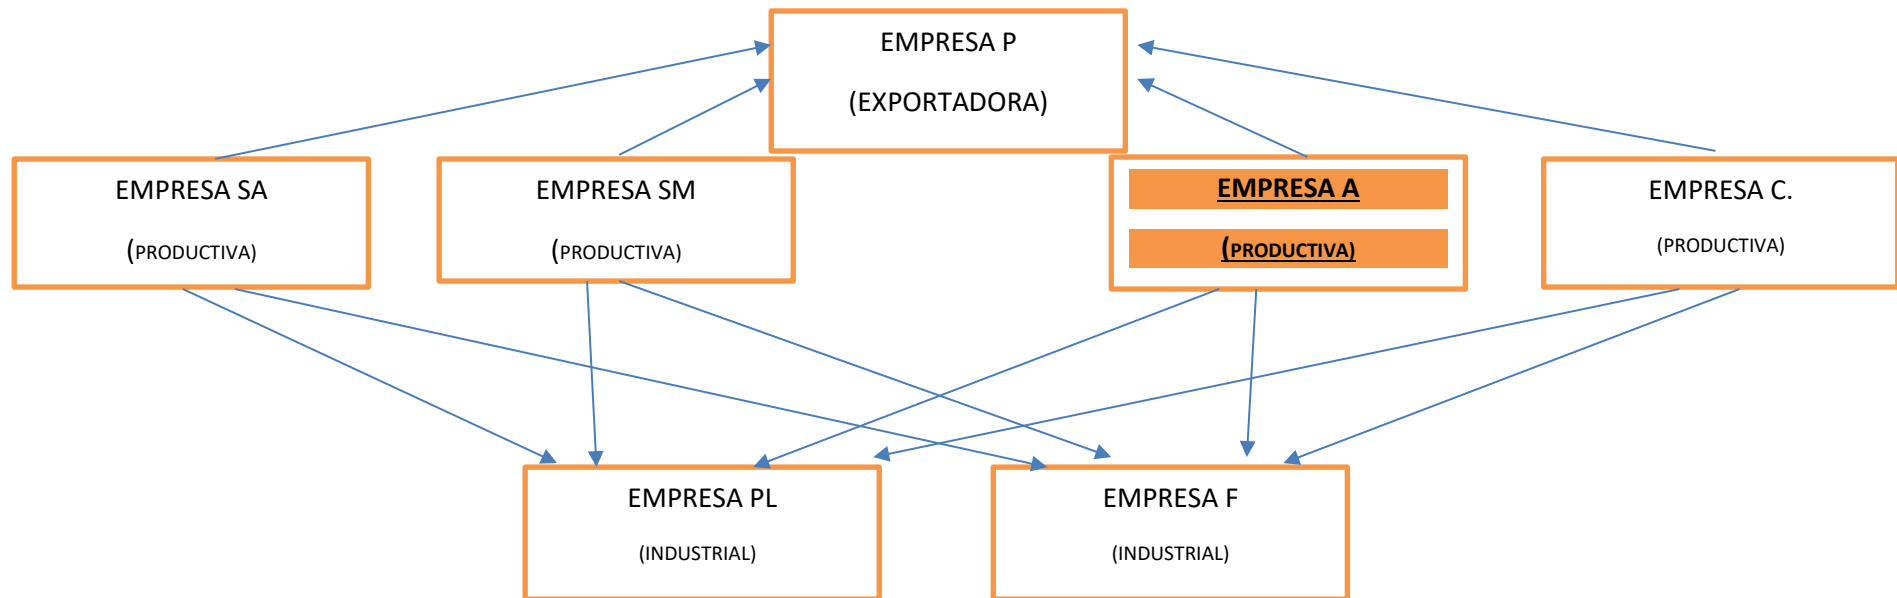 EMPRESA P
(EXPORTADORA)
EMPRESA SA
(PRODUCTIVA)
EMPRESA SM
(PRODUCTIVA)
EMPRESA A
(PRODUCTIVA)
EMPRESA C.
(PRODUCTIVA)
EMPRESA PL
(INDUSTRIAL)
EMPRESA F
(INDUSTRIAL)